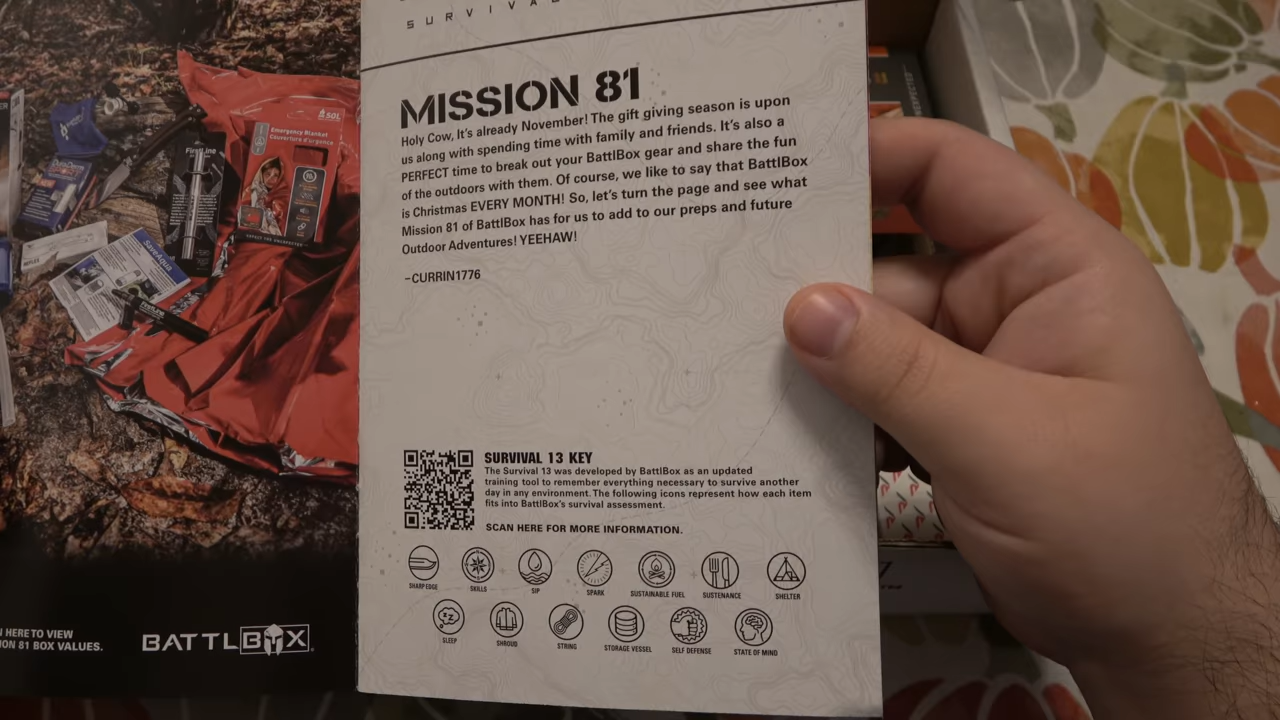 SURVIVAL
MISSION 81
Holy Cow, It's already November! The gift giving season is upon
us along with spending time with family and friends. It's also a
PERFECT time to break out your BattlBox gear and share the fun
of the outdoors with them. Of course, we like to say that BattlBox
is Christmas EVERY MONTH! So, let's turn the page and see what
Mission 81 of BattlBox has for us to add to our preps and future
Outdoor Adventures! YEEHAW!
–CURRIN1776
SURVIVAL 13 KEY
The Survival 13 was developed by BattlBox as an updated
training tool to remember everything necessary to survive another
day in any environment. The following icons represent how each item
fits into BattlBox's survival assessment.
SCAN HERE FOR MORE INFORMATION.
SHARP EDGE
SKILLS
SIP
SPARK
SUSTAINABLE FUEL
SUSTENANCE
SHELTER
SLEEP
SHROUD
STRING
STORAGE VESSEL
SELF DEFENSE
STATE OF MIND
SOL
Emergency Blanket
Couverture d'urgence
First Line
SaveAqua
HERE TO VIEW
ON 81 BOX VALUES.
BATTLBOX